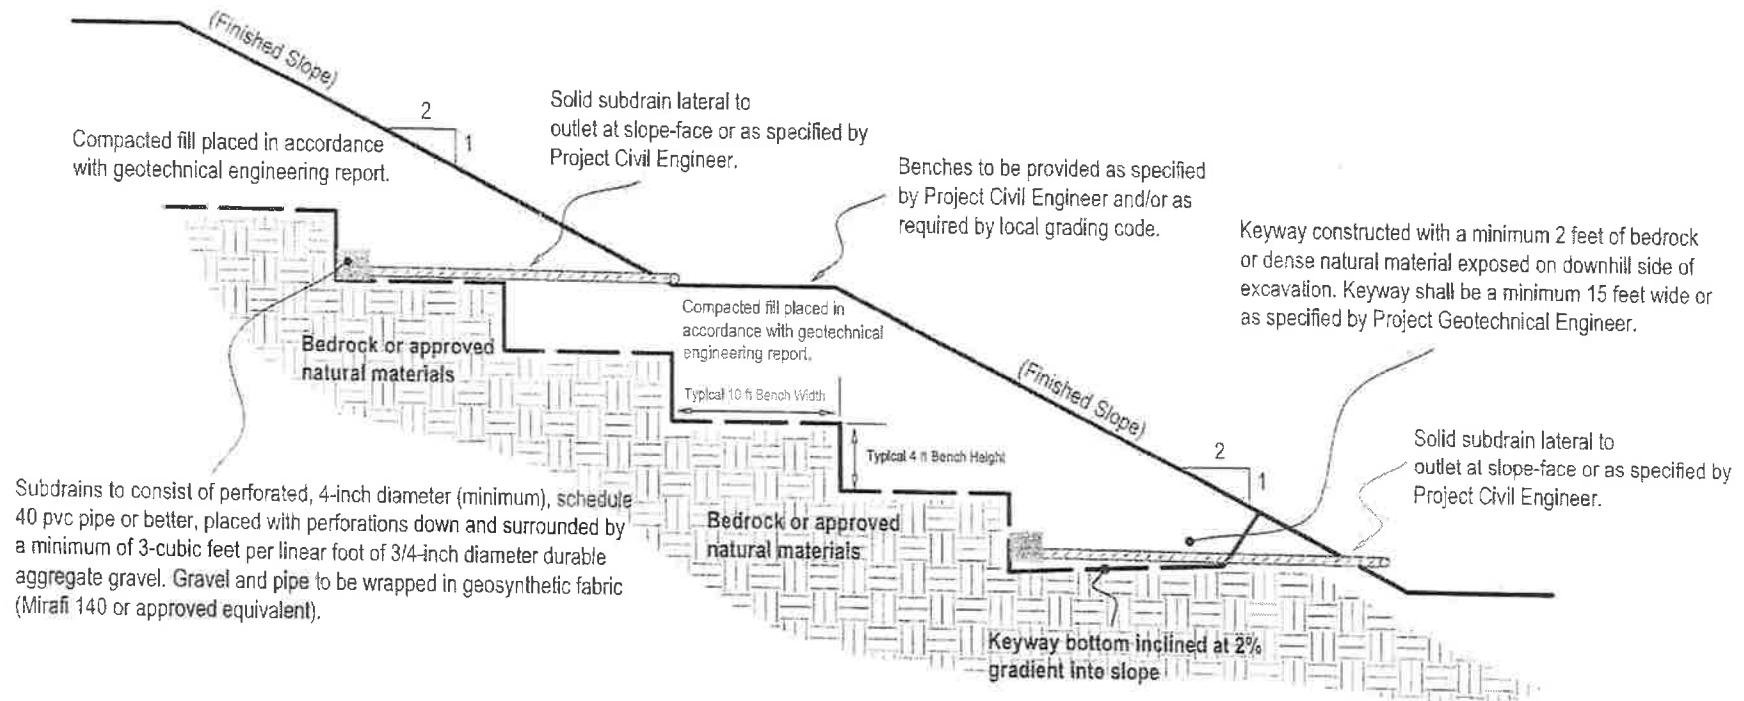 (Finished Slope)
2
1
Compacted fill placed in accordance
with geotechnical engineering report.
Solid subdrain lateral to
outlet at slope-face or as specified by
Project Civil Engineer.
Benches to be provided as specified
by Project Civil Engineer and/or as
required by local grading code.
Keyway constructed with a minimum 2 feet of bedrock
or dense natural material exposed on downhill side of
excavation. Keyway shall be a minimum 15 feet wide or
as specified by Project Geotechnical Engineer.
Compacted fill placed in
accordance with geotechnical
engineering report.
Bedrock or approved
natural materials
Typical 10 ft Bench Width
(Finished Slope)
Typical 4 ft Bench Height
2
1
Solid subdrain lateral to
outlet at slope-face or as specified by
Project Civil Engineer.
Subdrains to consist of perforated, 4-inch diameter (minimum), schedule
40 pvc pipe or better, placed with perforations down and surrounded by
a minimum of 3-cubic feet per linear foot of 3/4-inch diameter durable
aggregate gravel. Gravel and pipe to be wrapped in geosynthetic fabric
(Mirafi 140 or approved equivalent).
Bedrock or approved
natural materials
Keyway bottom inclined at 2%
gradient into slope